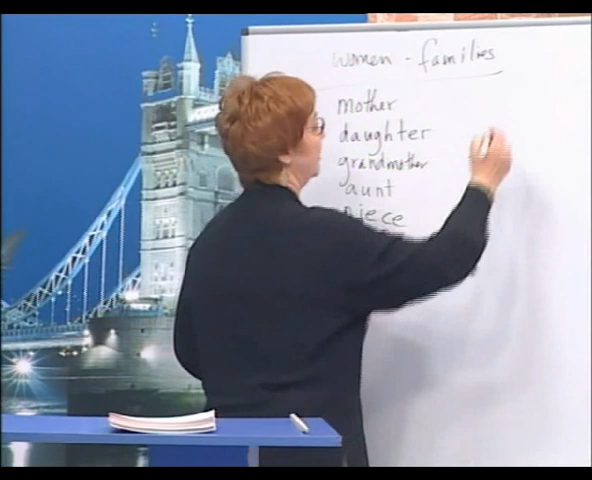 women - families
mother
daughter
grandmother
aunt
niece